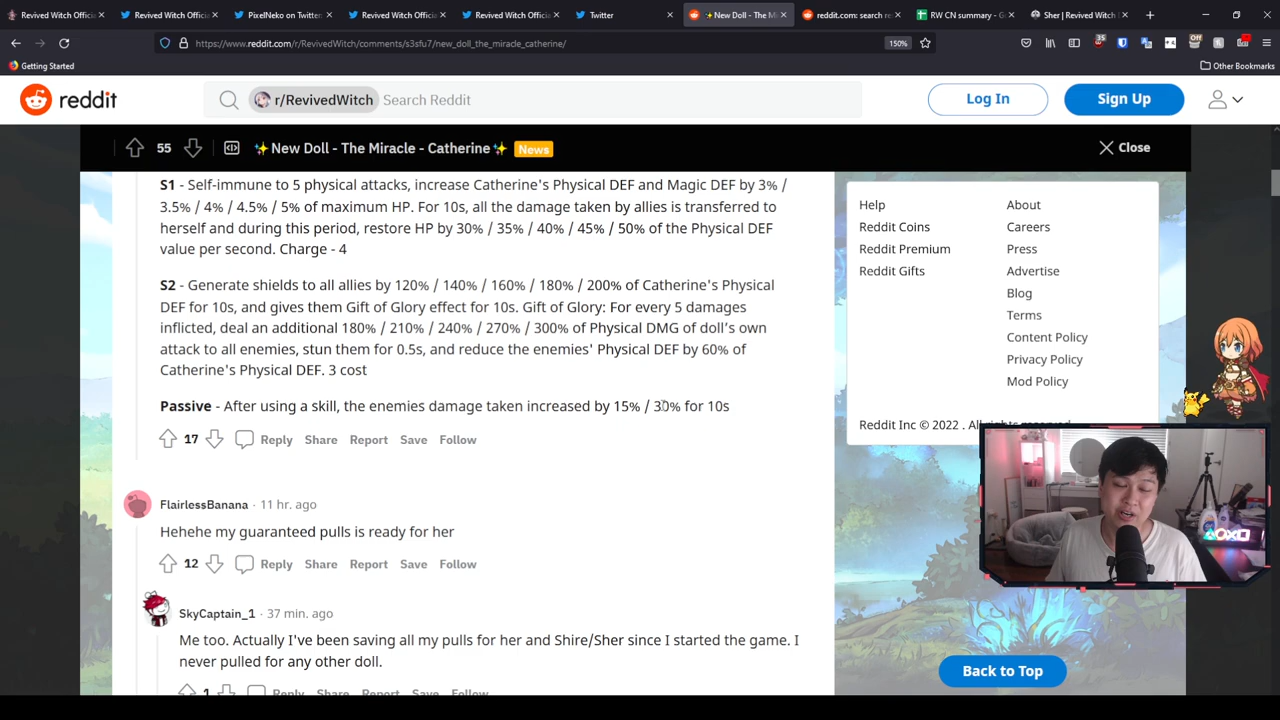 Revived Witch Offici
Revived Witch Officia
PixelNeko on Twitter
Revived Witch Officia
Revived Witch Officia
Twitter
✨New Doll - The M
reddit.com: search re
RW CN summary - G
Sher | Revived Witch
https://www.reddit.com/r/RevivedWitch/comments/s3sfu7/new_doll_the_miracle_catherine/
150%
35
Off
Getting Started
Other Bookmarks
reddit
r/RevivedWitch
Search Reddit
Log In
Sign Up
55
✨New Doll - The Miracle - Catherine✨
News
Close
S1 - Self-immune to 5 physical attacks, increase Catherine's Physical DEF and Magic DEF by 3% /
3.5% / 4% / 4.5% / 5% of maximum HP. For 10s, all the damage taken by allies is transferred to
herself and during this period, restore HP by 30% / 35% / 40% / 45% / 50% of the Physical DEF
value per second. Charge - 4
S2 - Generate shields to all allies by 120% / 140% / 160% / 180% / 200% of Catherine's Physical
DEF for 10s, and gives them Gift of Glory effect for 10s. Gift of Glory: For every 5 damages
inflicted, deal an additional 180% / 210% / 240% / 270% / 300% of Physical DMG of doll's own
attack to all enemies, stun them for 0.5s, and reduce the enemies' Physical DEF by 60% of
Catherine's Physical DEF. 3 cost
Passive - After using a skill, the enemies damage taken increased by 15% / 30% for 10s
17
Reply
Share
Report
Save
Follow
FlairlessBanana · 11 hr. ago
Hehehe my guaranteed pulls is ready for her
12
Reply
Share
Report
Save
Follow
SkyCaptain_1 · 37 min. ago
Me too. Actually I've been saving all my pulls for her and Shire/Sher since I started the game. I
never pulled for any other doll.
1
Reply
Share
Report
Save
Follow
Help
About
Reddit Coins
Careers
Reddit Premium
Press
Reddit Gifts
Advertise
Blog
Terms
Content Policy
Privacy Policy
Mod Policy
Reddit Inc © 2022 . All rights reserved
Back to Top